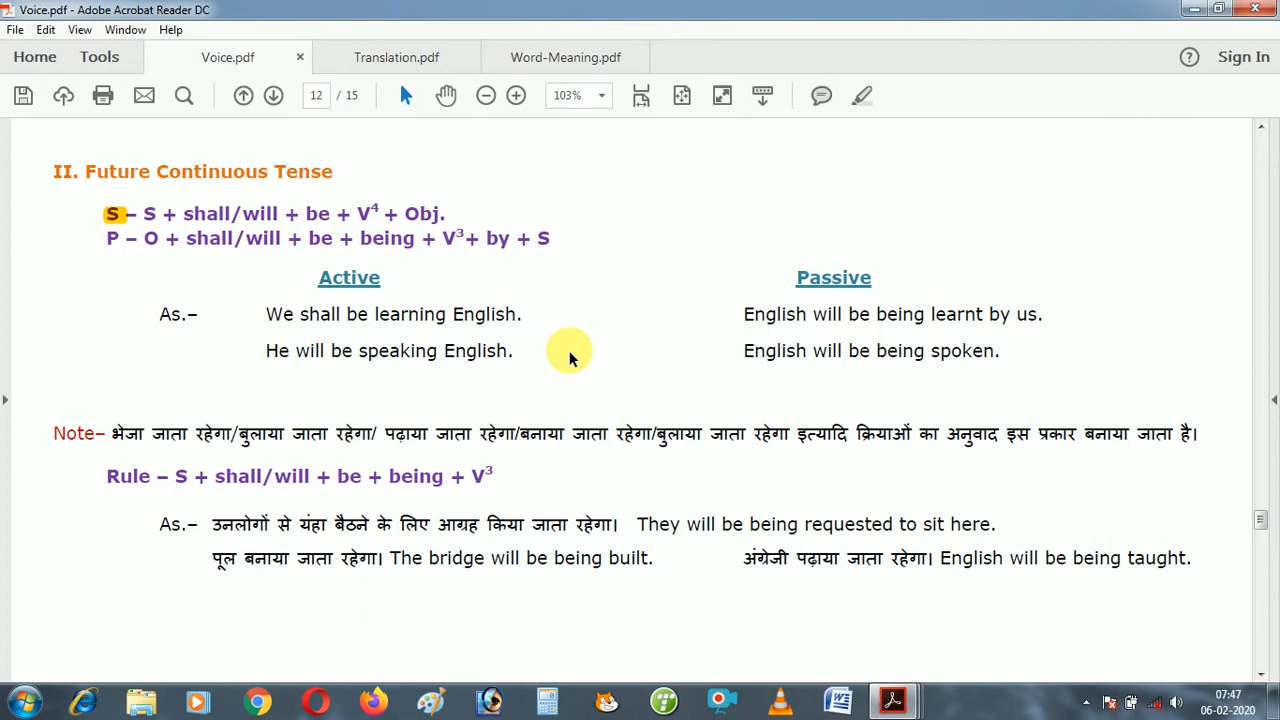 Voice.pdf - Adobe Acrobat Reader DC
File Edit View Window Help
Home Tools Voice.pdf × Translation.pdf Word-Meaning.pdf ? Sign In
12 / 15 103%
II. Future Continuous Tense
S – S + shall/will + be + V⁴ + Obj.
P – O + shall/will + be + being + V³+ by + S
Active Passive
As.– We shall be learning English. English will be being learnt by us.
He will be speaking English. English will be being spoken.
Note– भेजा जाता रहेगा/बुलाया जाता रहेगा/ पढ़ाया जाता रहेगा/बनाया जाता रहेगा/बुलाया जाता रहेगा इत्यादि क्रियाओं का अनुवाद इस प्रकार बनाया जाता है।
Rule – S + shall/will + be + being + V³
As.– उनलोगों से यंहा बैठने के लिए आग्रह किया जाता रहेगा। They will be being requested to sit here.
पूल बनाया जाता रहेगा। The bridge will be being built. अंग्रेजी पढ़ाया जाता रहेगा। English will be being taught.
07:47
06-02-2020